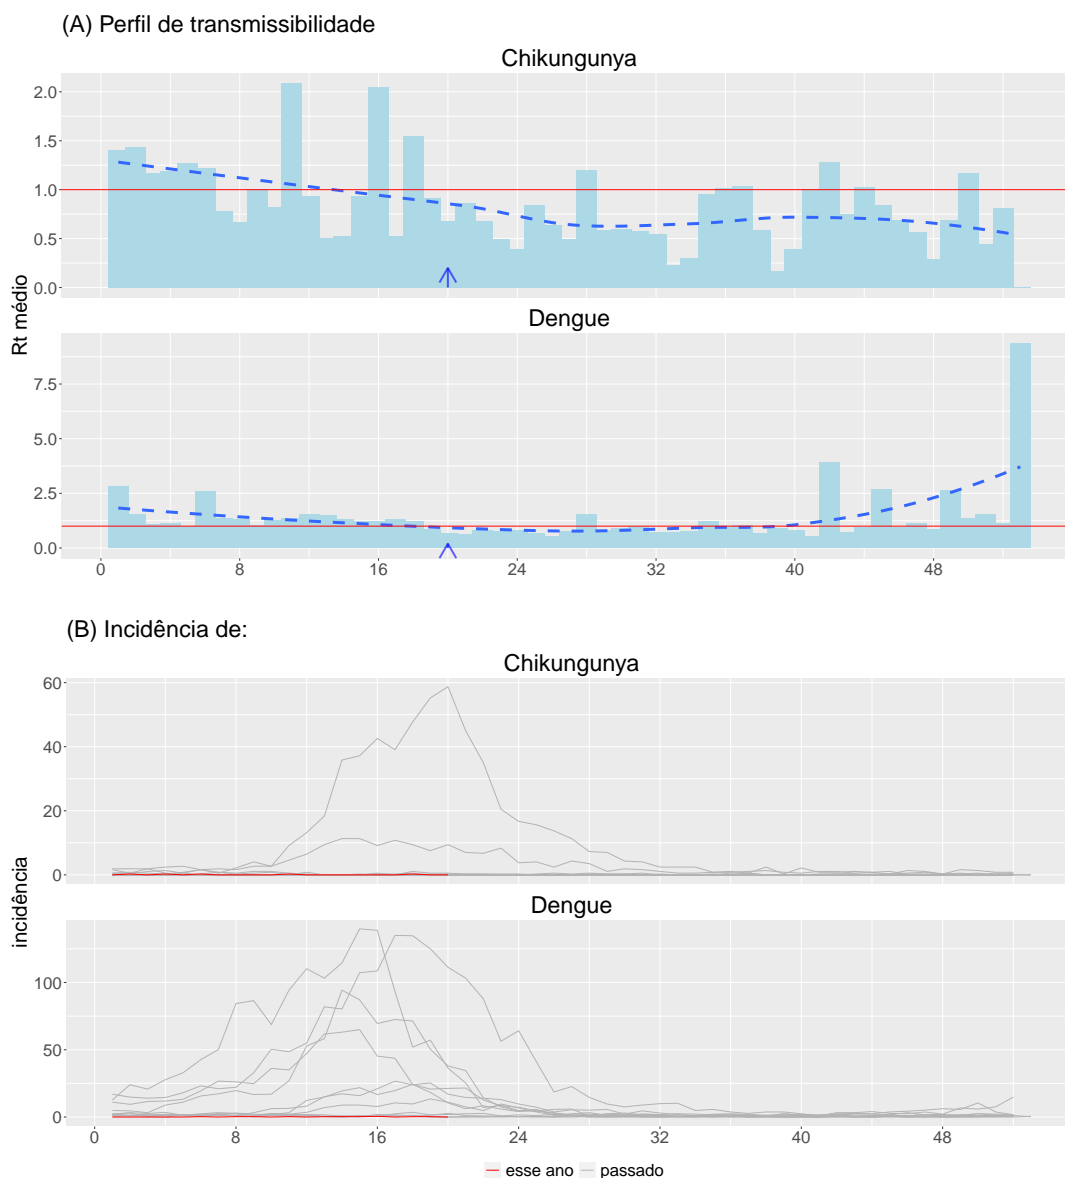 (A) Perfil de transmissibilidade
Chikungunya
2.0
1.5
1.0
0.5
0.0
Rt médio
Dengue
7.5
5.0
2.5
0.0
0 8 16 24 32 40 48
(B) Incidência de:
Chikungunya
60
40
20
0
incidência
Dengue
100
50
0
0 8 16 24 32 40 48
esse ano passado